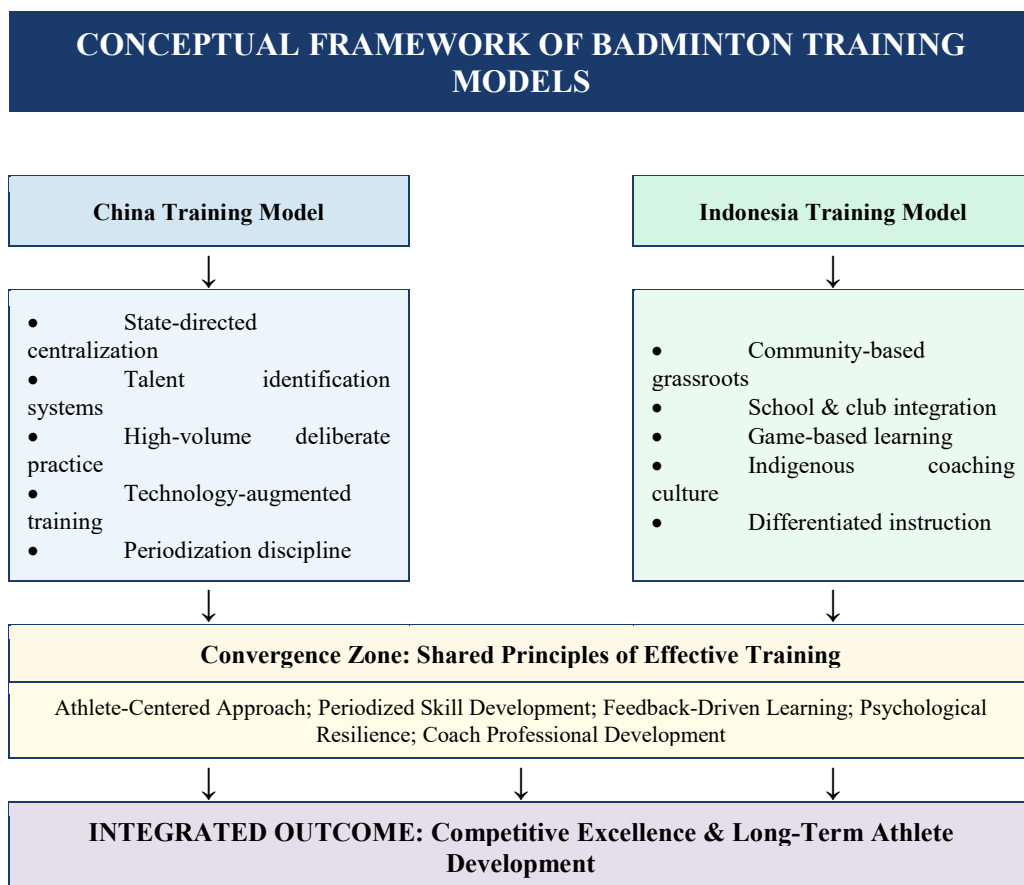 CONCEPTUAL FRAMEWORK OF BADMINTON TRAINING
MODELS
China Training Model
• State-directed
centralization
• Talent identification
systems
• High-volume deliberate
practice
• Technology-augmented
training
• Periodization discipline
Indonesia Training Model
• Community-based
grassroots
• School & club integration
• Game-based learning
• Indigenous coaching
culture
• Differentiated instruction
Convergence Zone: Shared Principles of Effective Training
Athlete-Centered Approach; Periodized Skill Development; Feedback-Driven Learning; Psychological
Resilience; Coach Professional Development
INTEGRATED OUTCOME: Competitive Excellence & Long-Term Athlete
Development